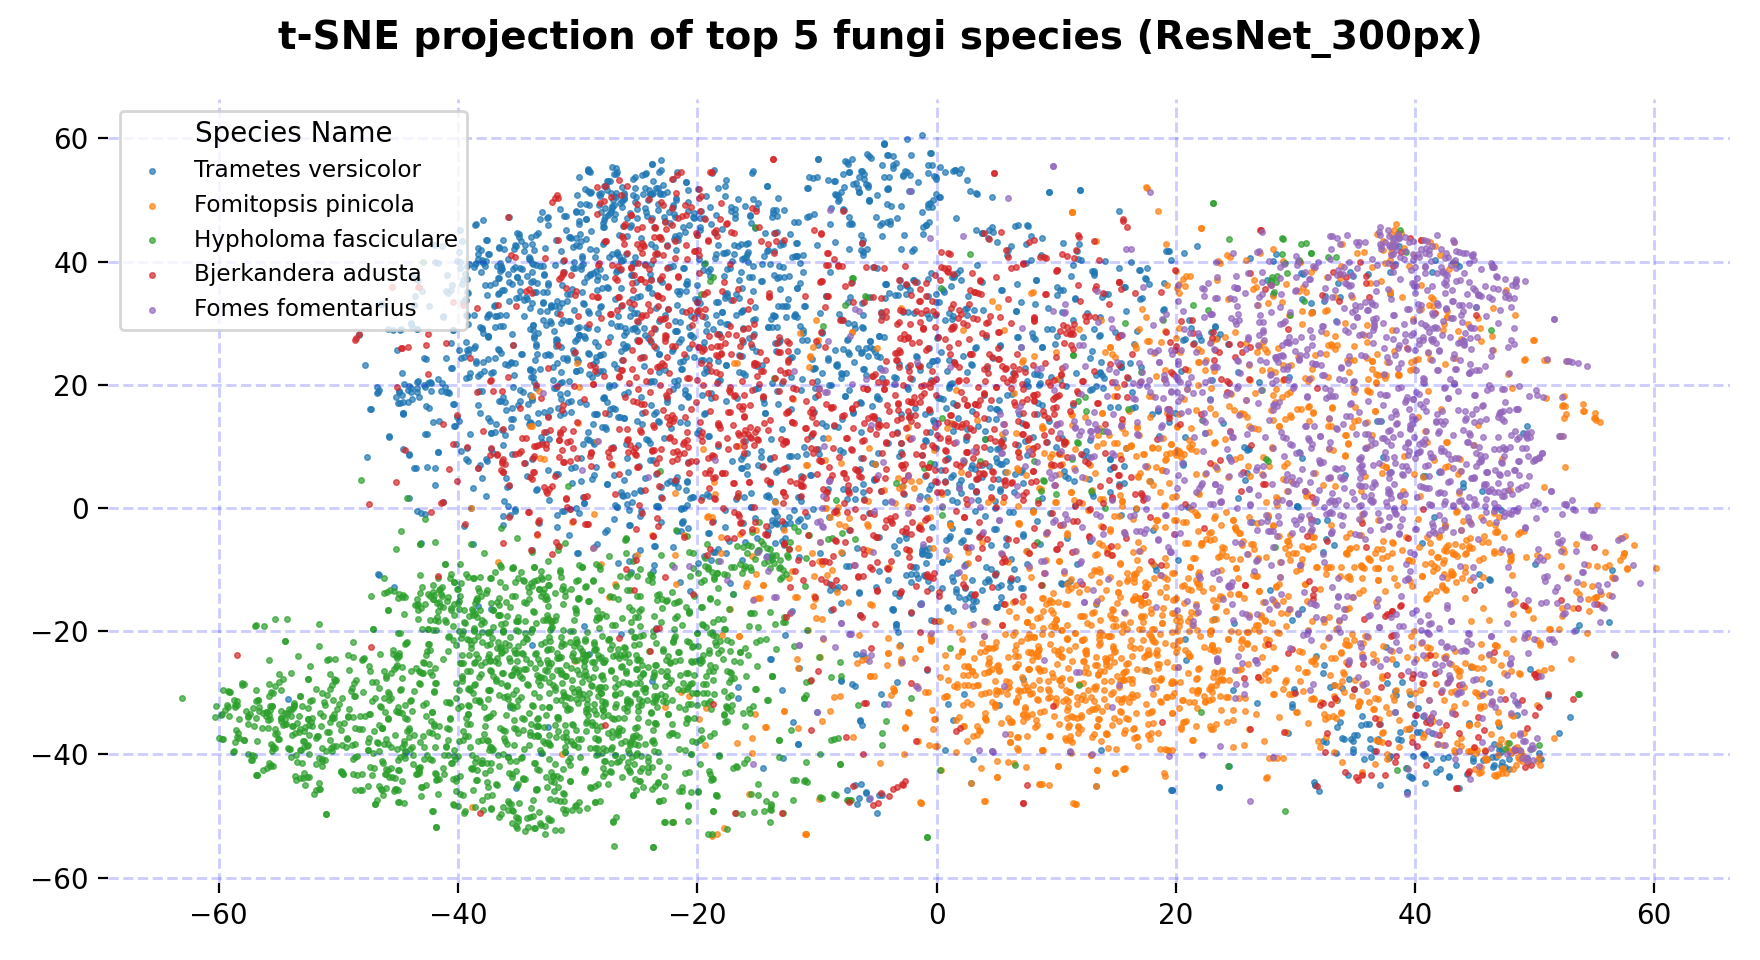 t-SNE projection of top 5 fungi species (ResNet_300px)
Species Name
Trametes versicolor
Fomitopsis pinicola
Hypholoma fasciculare
Bjerkandera adusta
Fomes fomentarius
60
40
20
0
−20
−40
−60
−60 −40 −20 0 20 40 60